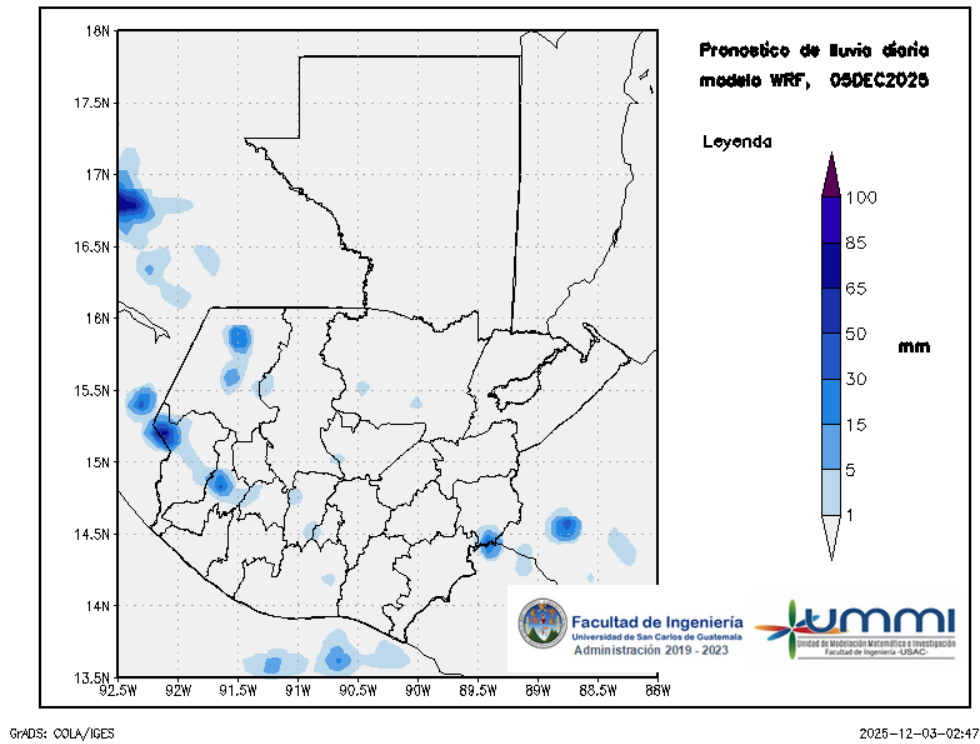 Pronostico de lluvia diaria
modelo WRF, 05DEC2025
Leyenda
100
85
65
50
30
15
5
1
mm
18N
17.5N
17N
16.5N
16N
15.5N
15N
14.5N
14N
13.5N
92.5W
92W
91.5W
91W
90.5W
90W
89.5W
89W
88.5W
88W
Facultad de Ingeniería
Universidad de San Carlos de Guatemala
Administración 2019 - 2023
ummi
Unidad de Modelación Matemática e Investigación
Facultad de Ingeniería -USAC-
GrADS: COLA/IGES
2025-12-03-02:47